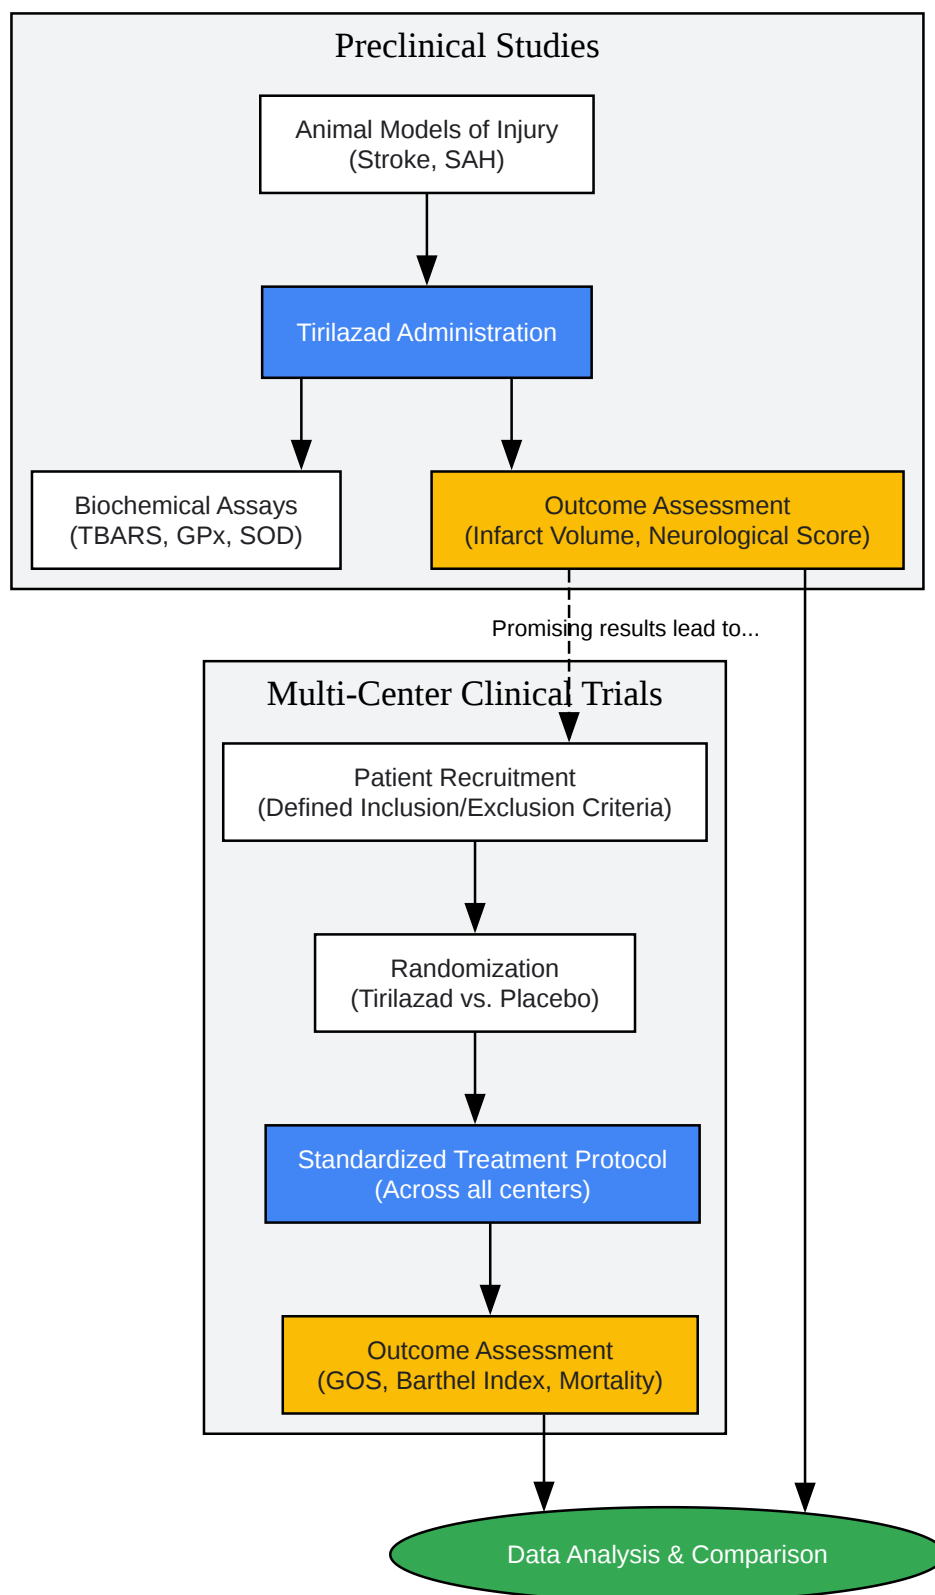 Preclinical Studies
Animal Models of Injury
(Stroke, SAH)
Tirilazad Administration
Biochemical Assays
(TBARS, GPx, SOD)
Outcome Assessment
(Infarct Volume, Neurological Score)
Promising results lead to...
Multi-Center Clinical Trials
Patient Recruitment
(Defined Inclusion/Exclusion Criteria)
Randomization
(Tirilazad vs. Placebo)
Standardized Treatment Protocol
(Across all centers)
Outcome Assessment
(GOS, Barthel Index, Mortality)
Data Analysis & Comparison